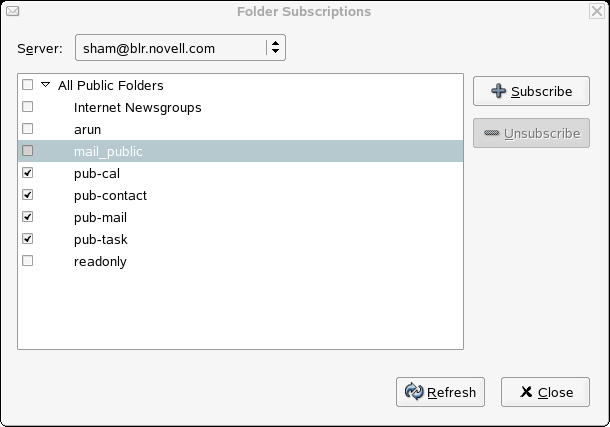 Folder Subscriptions
Server: sham@blr.novell.com
All Public Folders
Internet Newsgroups
arun
mail_public
pub-cal
pub-contact
pub-mail
pub-task
readonly
Subscribe
Unsubscribe
Refresh
Close